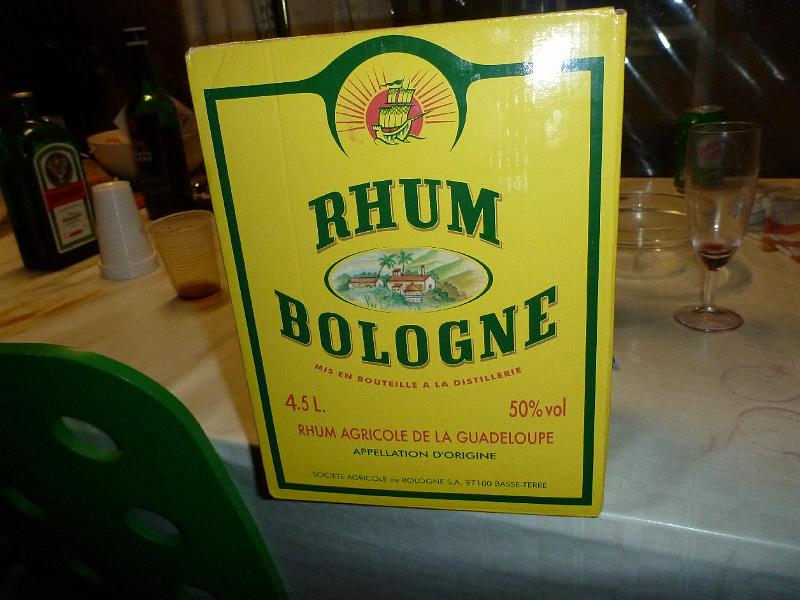 RHUM
BOLOGNE
MIS EN BOUTEILLE A LA DISTILLERIE
4.5 L.
50% vol
RHUM AGRICOLE DE LA GUADELOUPE
APPELLATION D'ORIGINE
SOCIETE AGRICOLE de BOLOGNE S.A. 97100 BASSE-TERRE